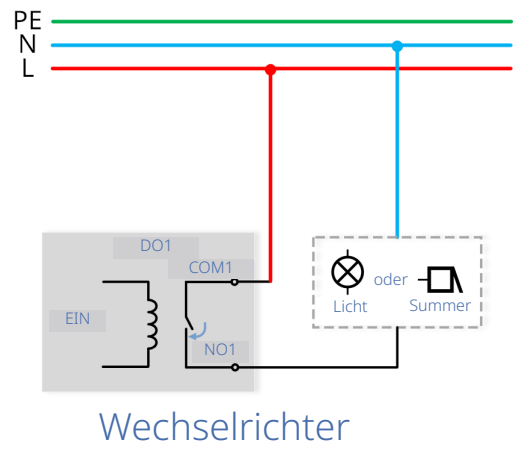 PE
N
L
DO1
COM1
EIN
NO1
oder
Licht
Summer
Wechselrichter